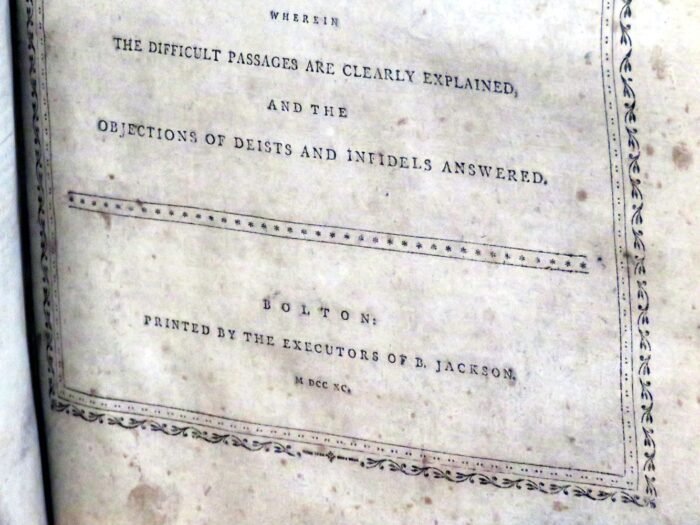 WHEREIN
THE DIFFICULT PASSAGES ARE CLEARLY EXPLAINED,
AND THE
OBJECTIONS OF DEISTS AND INFIDELS ANSWERED.
BOLTON:
PRINTED BY THE EXECUTORS OF B. JACKSON.
M DCC XC.